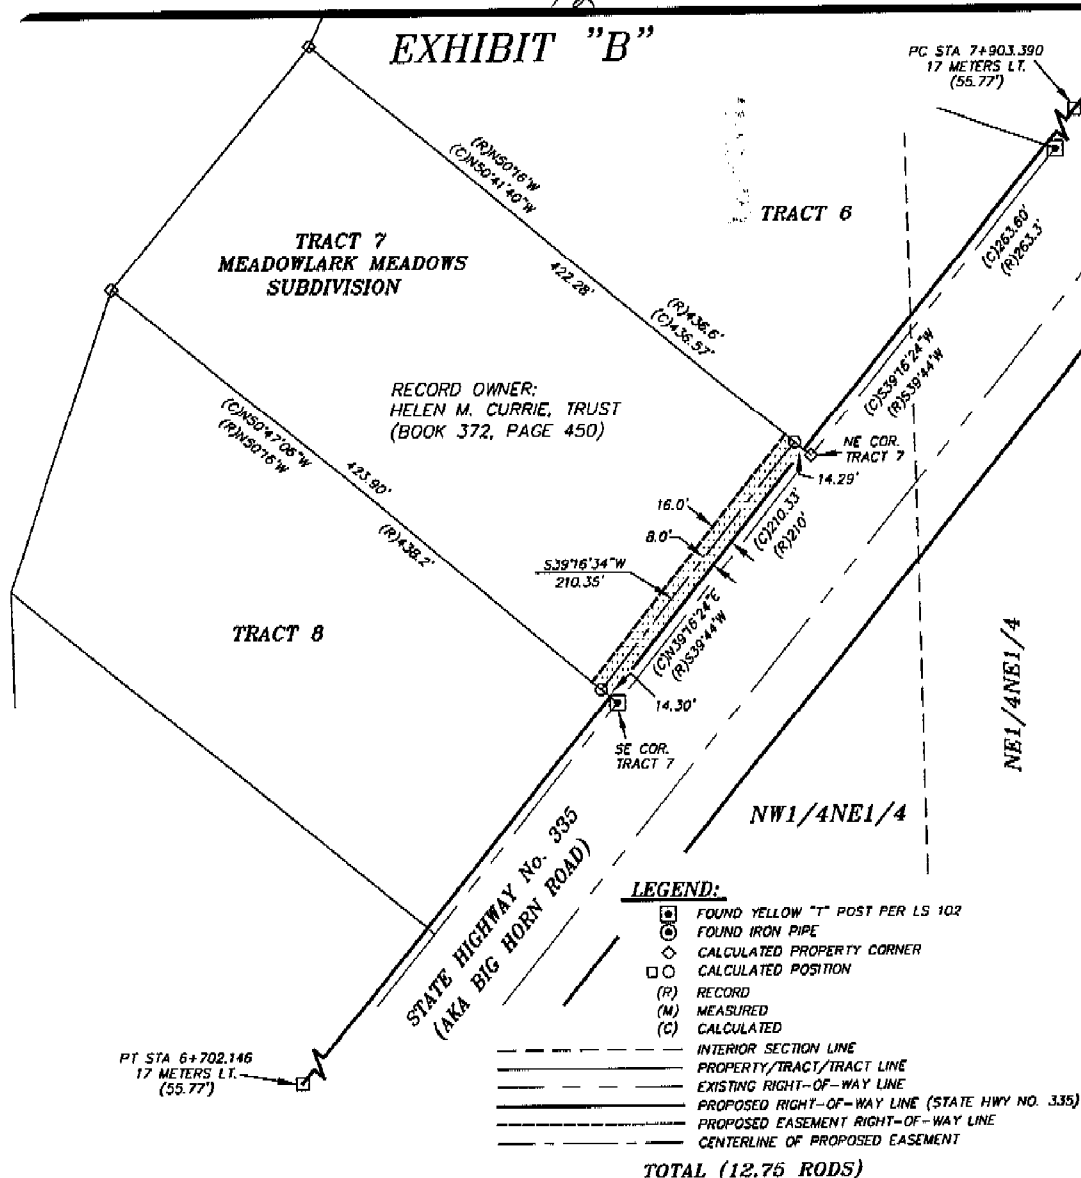 EXHIBIT "B"
PC STA 7+903.390
17 METERS LT.
(55.77')
(R)N50°16'W
(C)N50°41'40"W
TRACT 6
TRACT 7
MEADOWLARK MEADOWS
SUBDIVISION
422.28'
(R)436.6'
(C)436.57'
(C)263.60'
(R)263.3'
(C)S39°16'24"W
(R)S39°44'W
RECORD OWNER:
HELEN M. CURRIE, TRUST
(BOOK 372, PAGE 450)
(C)N50°47'06"W
(R)N50°16'W
423.90'
(R)438.2'
NE COR.
TRACT 7
14.29'
16.0'
8.0'
(C)210.33'
(R)210'
S39°16'34"W
210.35'
(C)N39°16'24"E
(R)S39°44'W
TRACT 8
14.30'
SE COR.
TRACT 7
NE1/4NE1/4
NW1/4NE1/4
STATE HIGHWAY No. 335
(AKA BIG HORN ROAD)
PT STA 6+702.146
17 METERS LT.
(55.77')
LEGEND:
FOUND YELLOW "T" POST PER LS 102
FOUND IRON PIPE
CALCULATED PROPERTY CORNER
CALCULATED POSITION
(R) RECORD
(M) MEASURED
(C) CALCULATED
INTERIOR SECTION LINE
PROPERTY/TRACT/TRACT LINE
EXISTING RIGHT-OF-WAY LINE
PROPOSED RIGHT-OF-WAY LINE (STATE HWY NO. 335)
PROPOSED EASEMENT RIGHT-OF-WAY LINE
CENTERLINE OF PROPOSED EASEMENT
TOTAL (12.75 RODS)